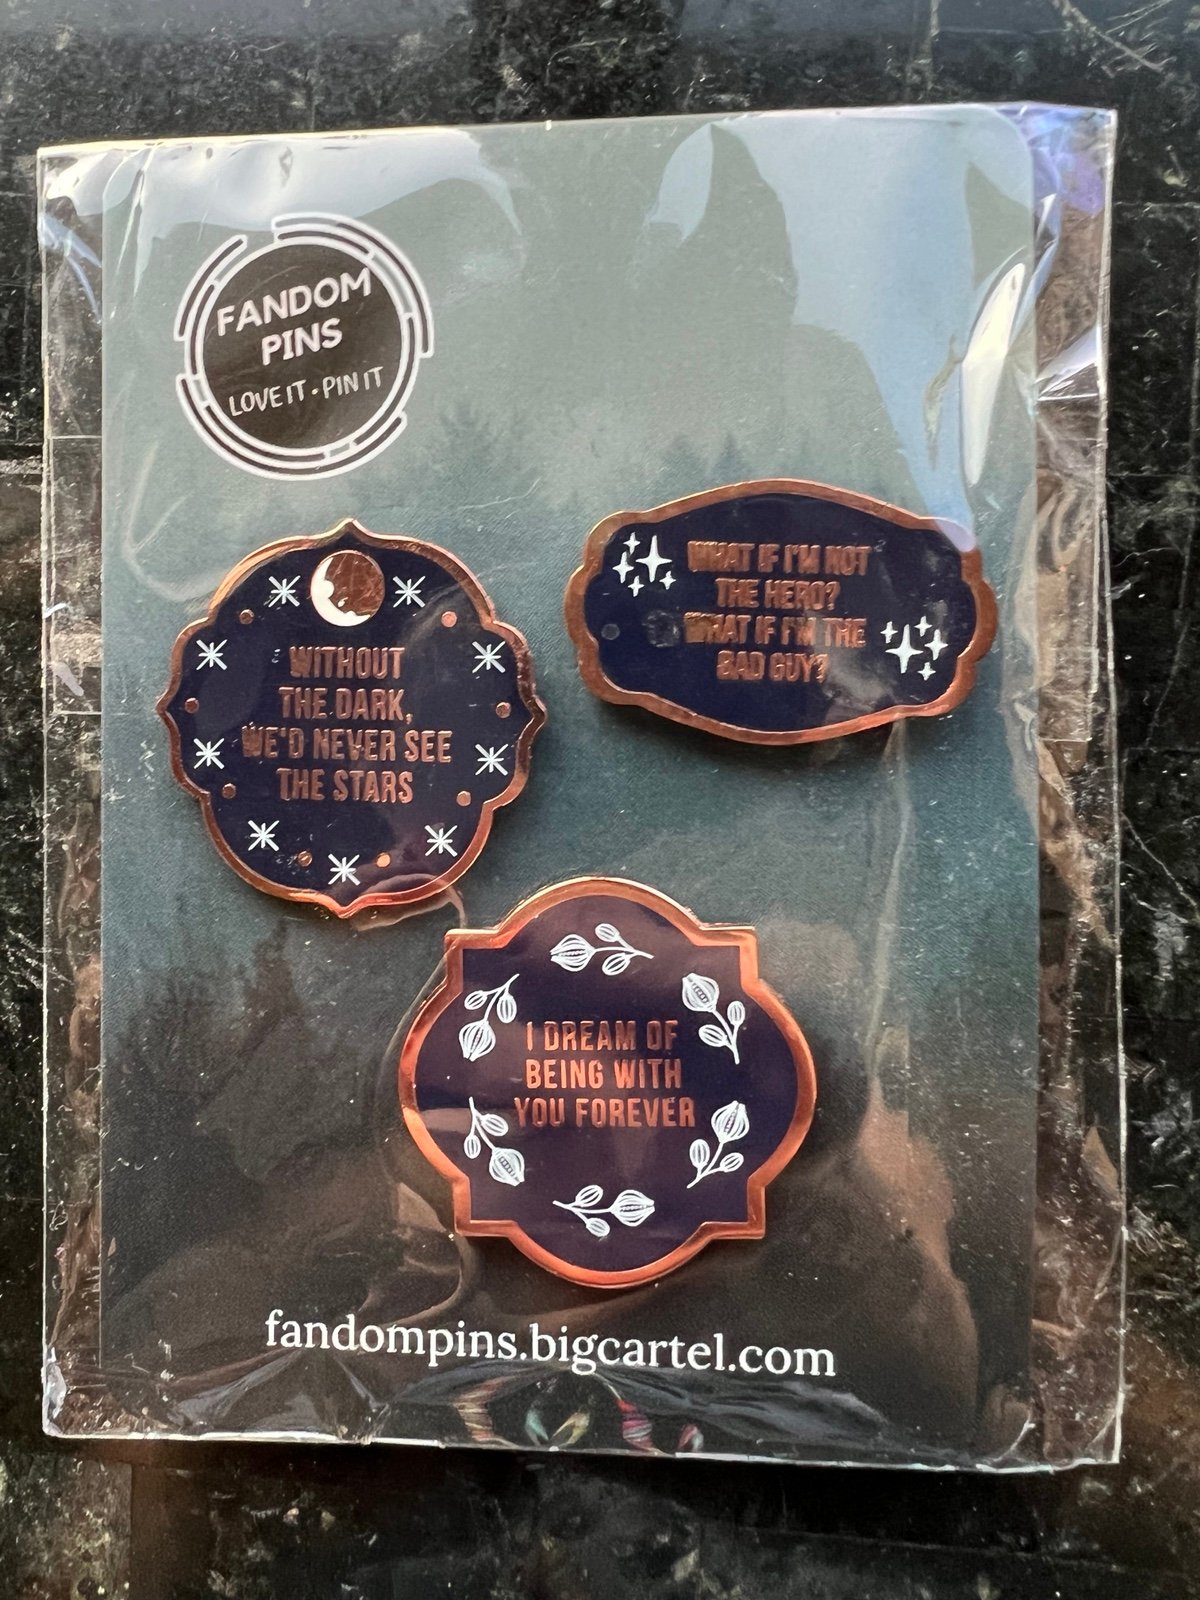 FANDOM
PINS
LOVE IT • PIN IT
WHAT IF I'M NOT
THE HERO?
WHAT IF I'M THE
BAD GUY?
WITHOUT
THE DARK,
WE'D NEVER SEE
THE STARS
I DREAM OF
BEING WITH
YOU FOREVER
fandompins.bigcartel.com